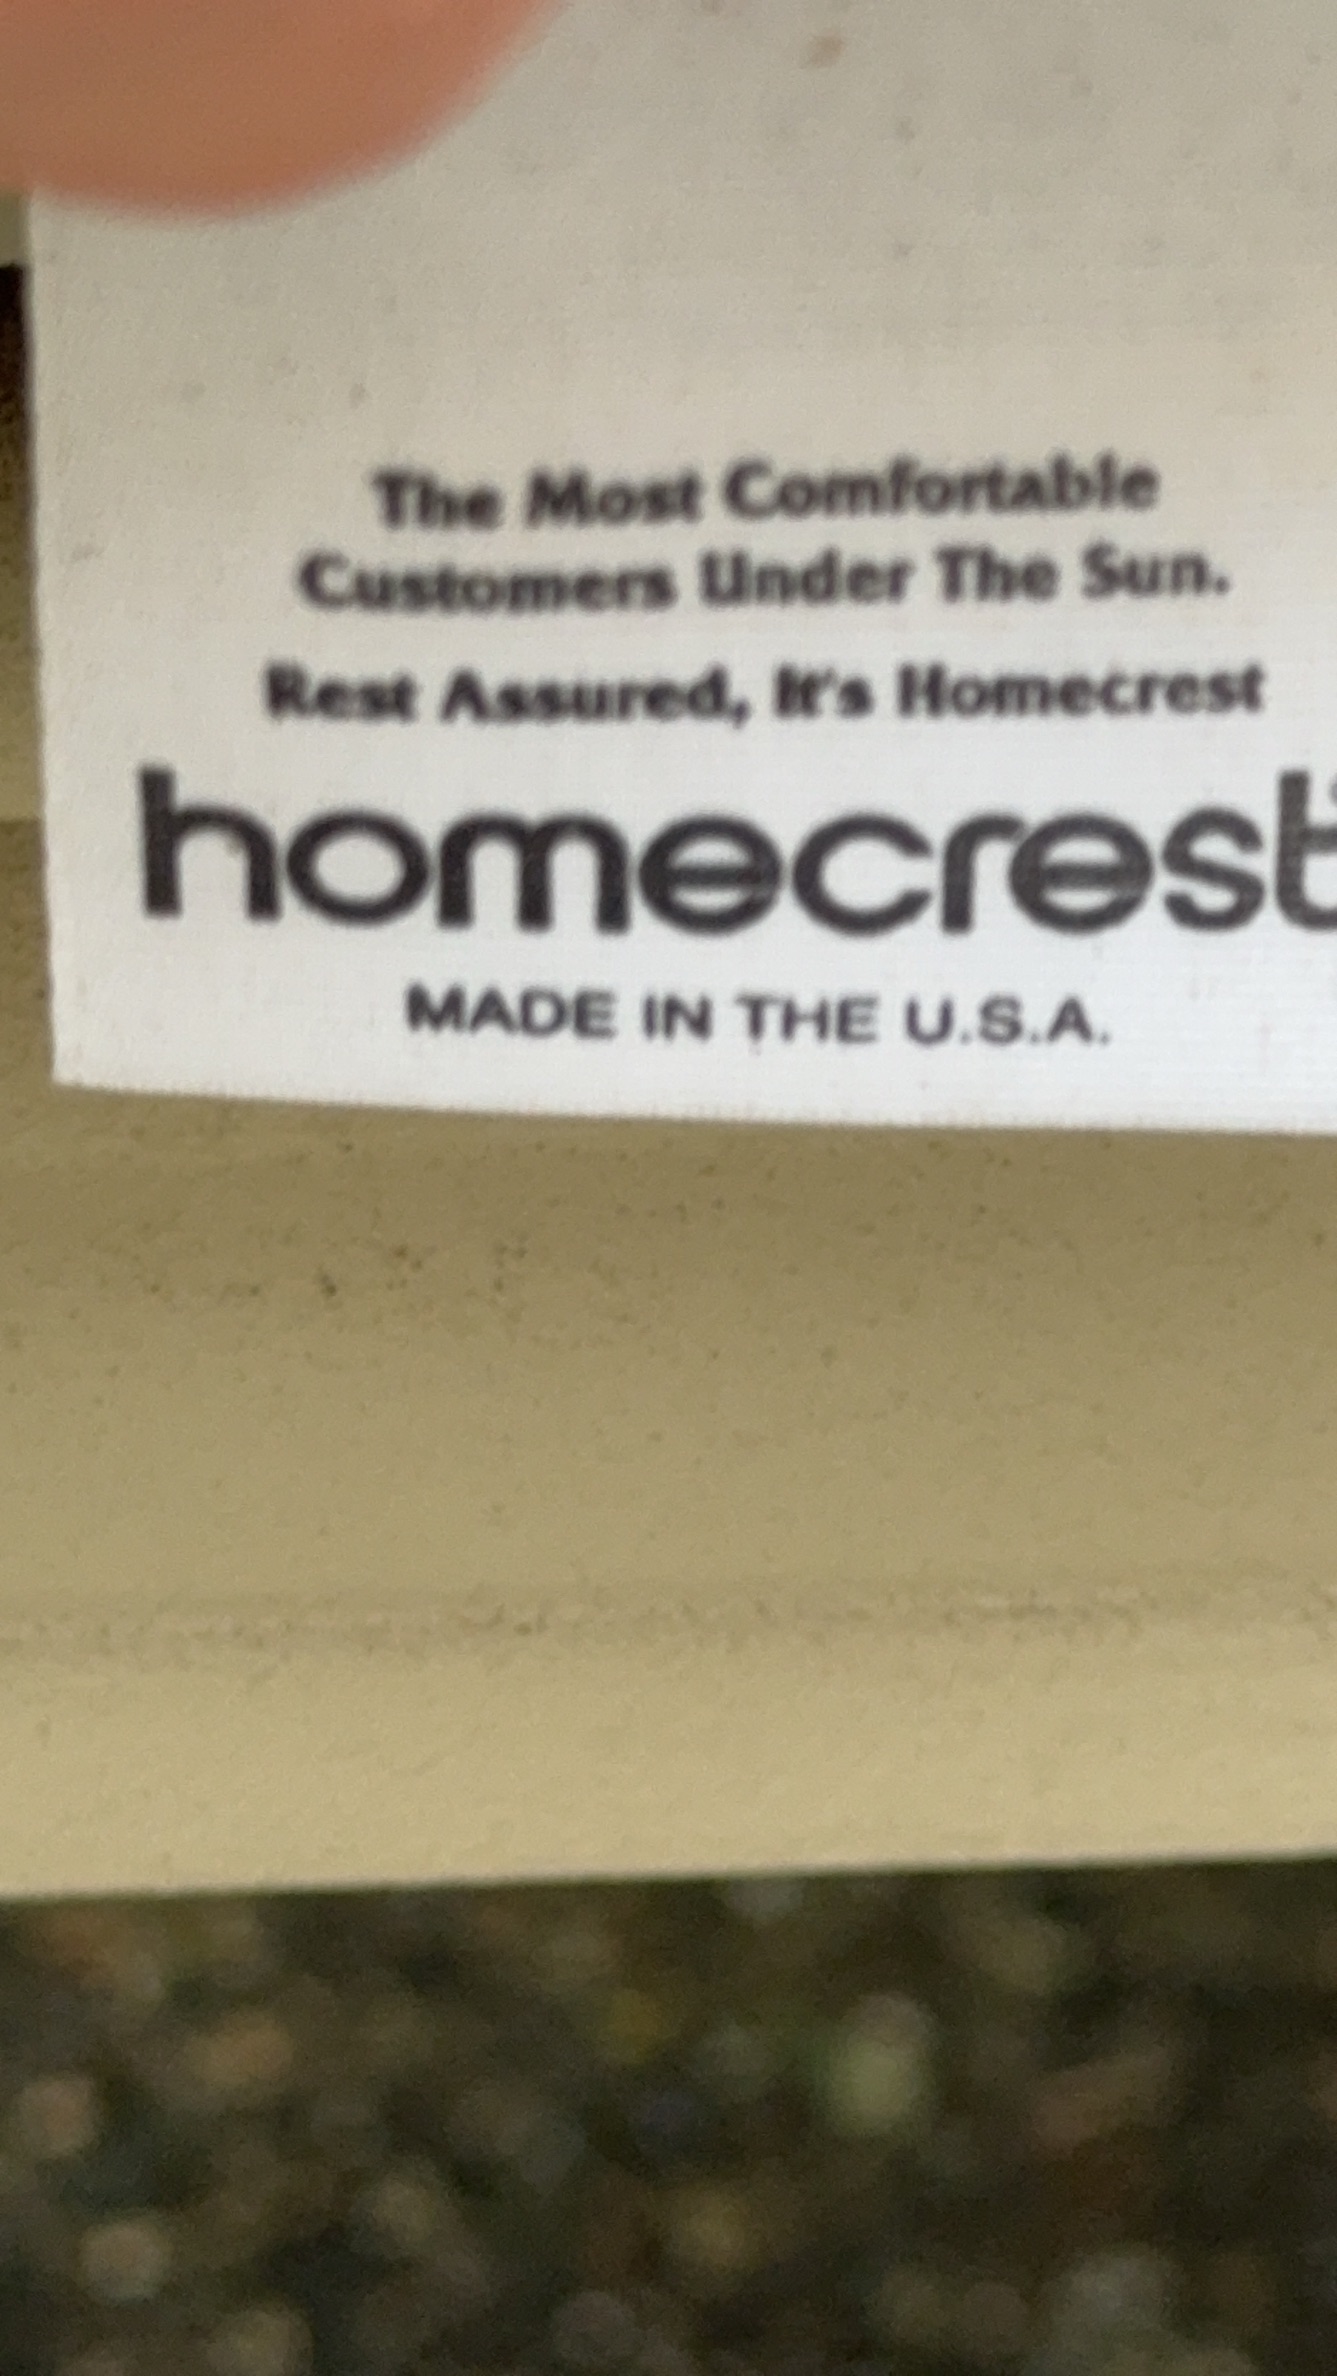 The Most Comfortable
Customers Under The Sun.
Rest Assured, It's Homecrest
homecrest
MADE IN THE U.S.A.